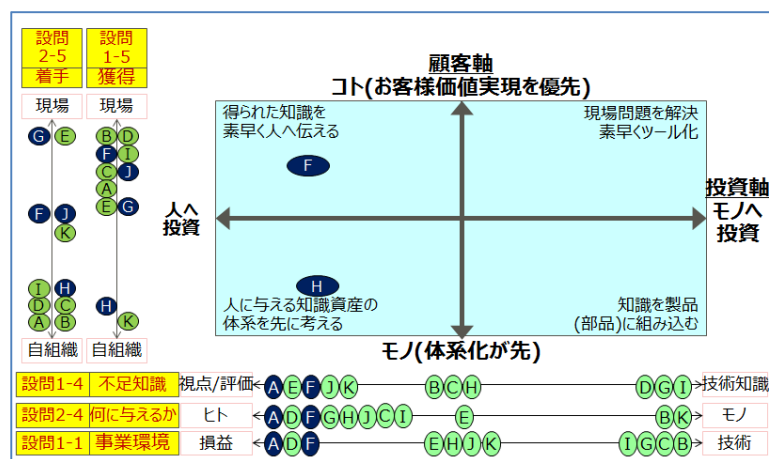 設問
2-5
着手
設問
1-5
獲得
現場
現場
G E
B D
F I
C J
A
E G
F J
K
I H
D C
A B
H
K
自組織
自組織
顧客軸
コト(お客様価値実現を優先)
得られた知識を
素早く人へ伝える
現場問題を解決
素早くツール化
F
人へ
投資
投資軸
モノへ
投資
H
人に与える知識資産の
体系を先に考える
知識を製品
(部品)に組み込む
モノ(体系化が先)
設問1-4 不足知識 視点/評価 A E F J K B C H D G I 技術知識
設問2-4 何に与えるか ヒト A D F G H J C I E B K モノ
設問1-1 事業環境 損益 A D F E H J K I G C B 技術